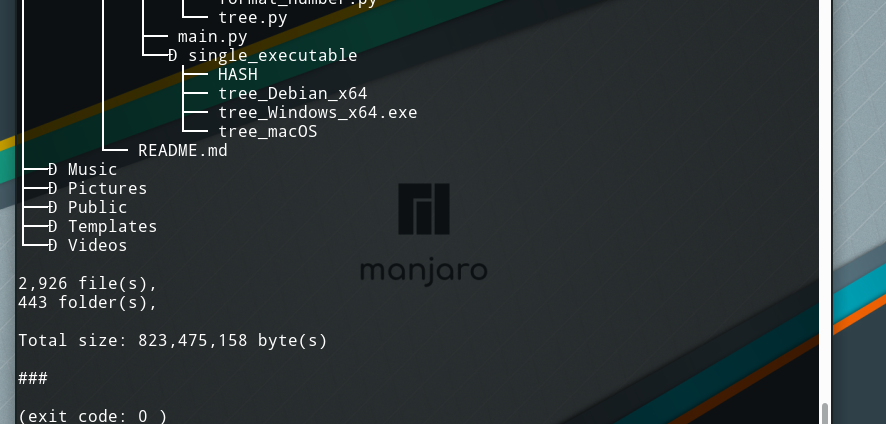 format_number.py
tree.py
main.py
D single_executable
HASH
tree_Debian_x64
tree_Windows_x64.exe
tree_macOS
README.md
D Music
D Pictures
D Public
D Templates
D Videos
manjaro
2,926 file(s),
443 folder(s),
Total size: 823,475,158 byte(s)
###
(exit code: 0 )